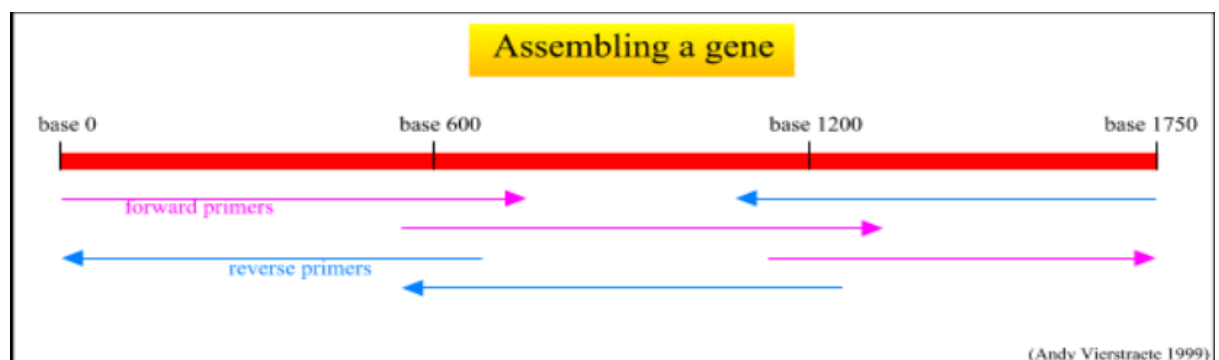 Assembling a gene
base 0 base 600 base 1200 base 1750
forward primers
reverse primers
(Andy Vierstraete 1999)